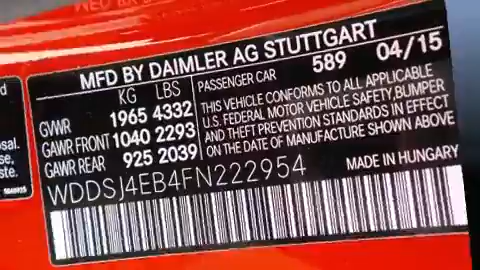 MFD BY DAIMLER AG STUTTGART
KG LBS
GVWR 1965 4332
GAWR FRONT 1040 2293
GAWR REAR 925 2039
PASSENGER CAR 589 04/15
THIS VEHICLE CONFORMS TO ALL APPLICABLE
U.S. FEDERAL MOTOR VEHICLE SAFETY,BUMPER
AND THEFT PREVENTION STANDARDS IN EFFECT
ON THE DATE OF MANUFACTURE SHOWN ABOVE
WDDSJ4EB4FN222954
MADE IN HUNGARY